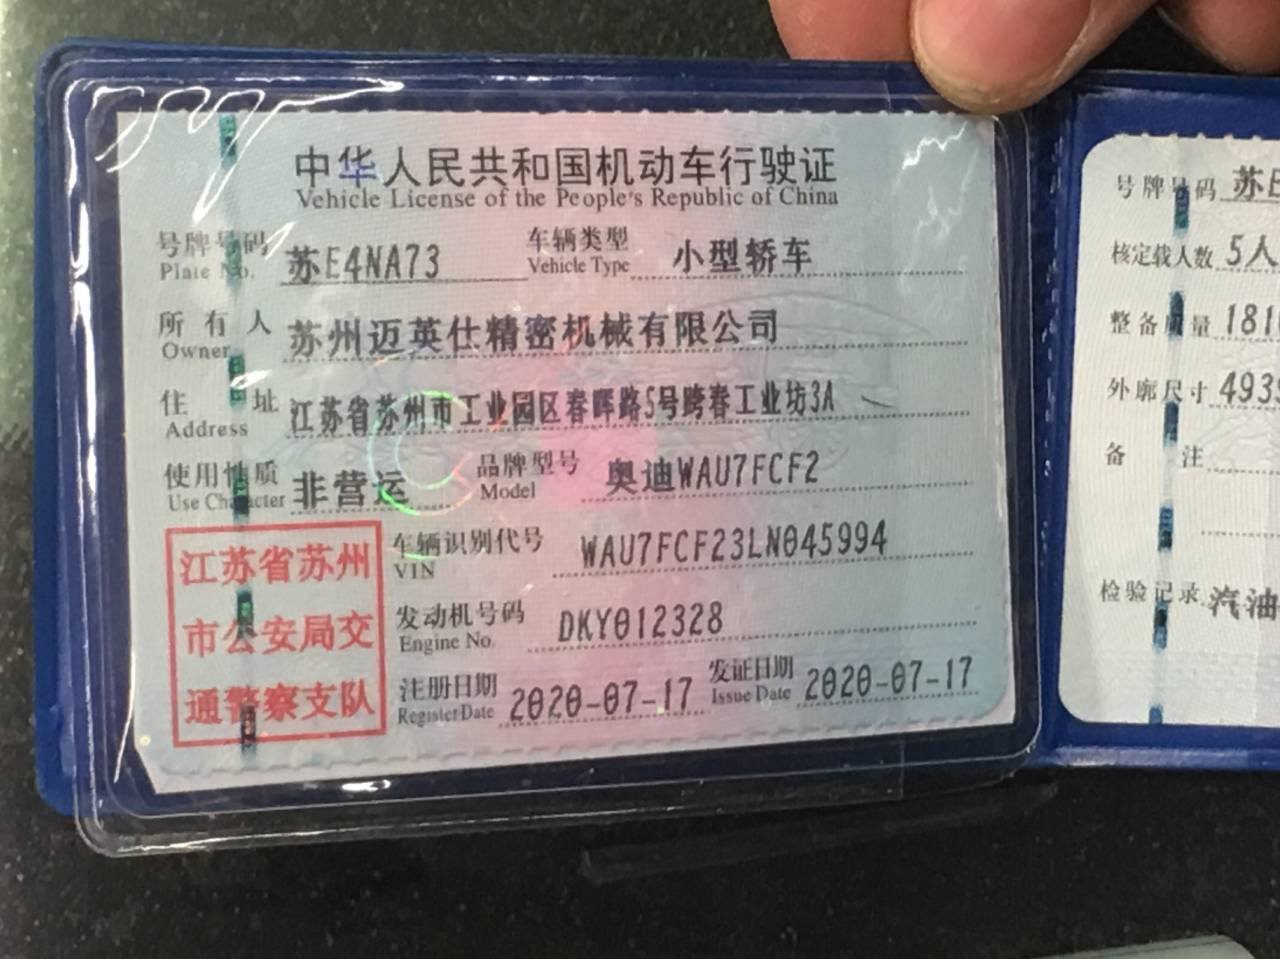 中华人民共和国机动车行驶证
Vehicle License of the People's Republic of China
号牌号码 苏E4NA73 车辆类型 小型轿车
Plate No. Vehicle Type
所有人 苏州迈英仕精密机械有限公司
Owner
住址 江苏省苏州市工业园区春晖路5号跨春工业坊3A
Address
使用性质 非营运 品牌型号 奥迪WAU7FCF2
Use Character Model
江苏省苏州
市公安局交
通警察支队
车辆识别代号 WAU7FCF23LN045994
VIN
发动机号码 DKY012328
Engine No.
注册日期 2020-07-17 发证日期 2020-07-17
Register Date Issue Date
号牌号码 苏E
核定载人数 5人
整备质量 181
外廓尺寸 493
备注
检验记录 汽油